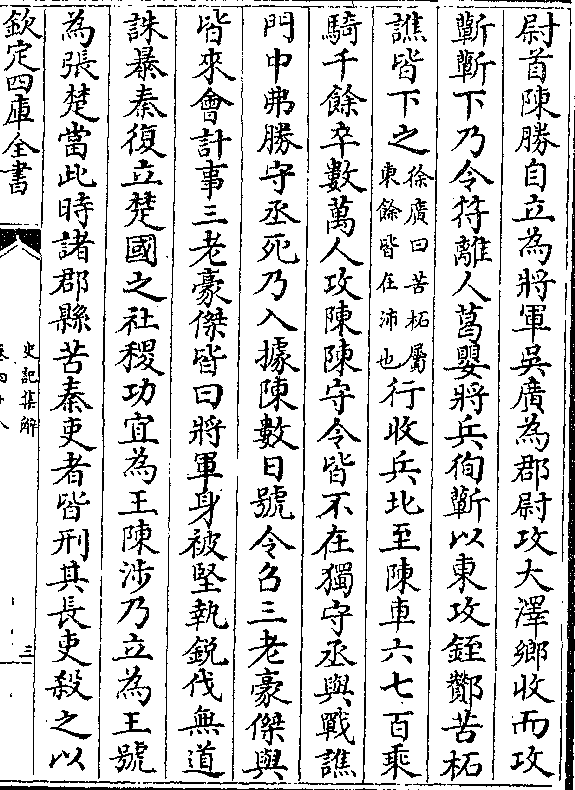 尉首陳勝自立為將軍吳廣為郡尉攻大澤鄉收而攻
蘄蘄下乃令符離人葛嬰將兵徇蘄以東攻銍酇苦柘
譙皆下之徐廣曰苦柘屬東餘皆在沛也行收兵北至陳車六七百乘
騎千餘卒數萬人攻陳陳守令皆不在獨守丞與戰譙
門中弗勝守丞死乃入據陳數日號令召三老豪傑與
皆來會計事三老豪傑皆曰將軍身被堅執銳伐無道
誅暴秦復立楚國之社稷功宜為王陳涉乃立為王號
為張楚當此時諸郡縣苦秦吏者皆刑其長吏殺之以
欽定四庫全書
史記集解
卷四十八
三